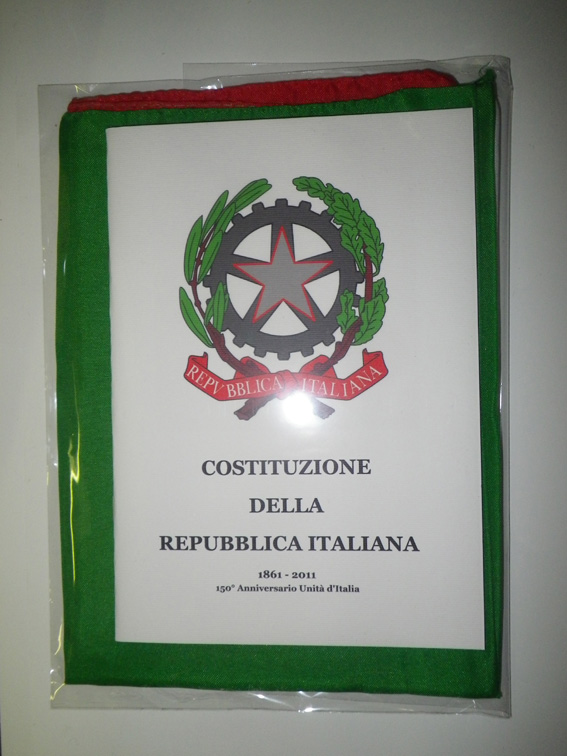 REPVBBLICA ITALIANA
COSTITUZIONE
DELLA
REPUBBLICA ITALIANA
1861 - 2011
150° Anniversario Unità d'Italia